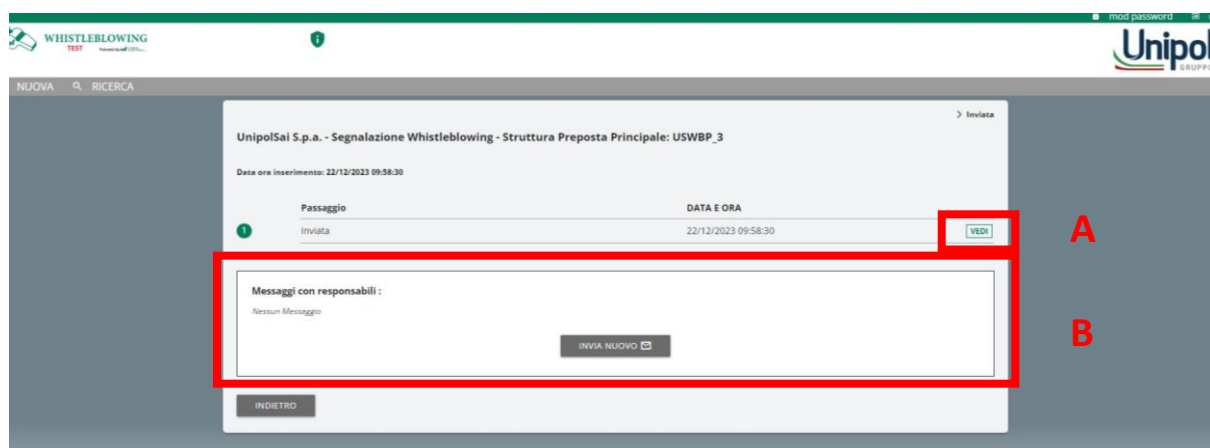 mod password
WHISTLEBLOWING
TEST
Unipol
GRUPPO
NUOVA RICERCA
> Inviata
UnipolSai S.p.a. - Segnalazione Whistleblowing - Struttura Preposta Principale: USWBP_3
Data ora inserimento: 22/12/2023 09:58:30
Passaggio DATA E ORA
1 Inviata 22/12/2023 09:58:30 VEDI
A
Messaggi con responsabili :
Nessun Messaggio
B
INVIA NUOVO
INDIETRO